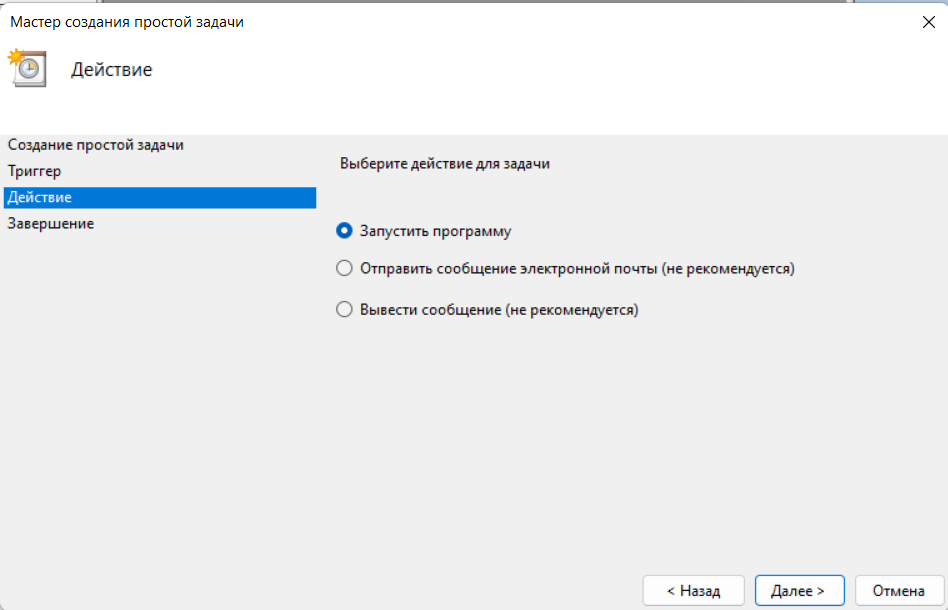 Мастер создания простой задачи
Действие
Создание простой задачи
Триггер
Действие
Завершение
Выберите действие для задачи
Запустить программу
Отправить сообщение электронной почты (не рекомендуется)
Вывести сообщение (не рекомендуется)
< Назад
Далее >
Отмена